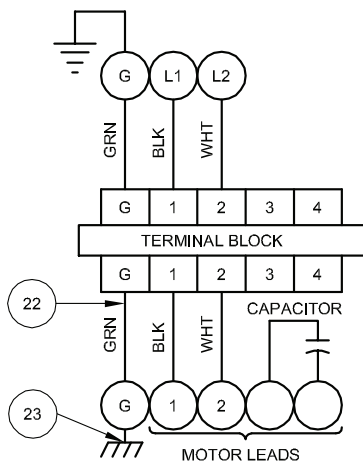 G L1 L2
GRN BLK WHT
G 1 2 3 4
TERMINAL BLOCK
G 1 2 3 4
CAPACITOR
22
GRN BLK WHT
23
G 1 2
MOTOR LEADS